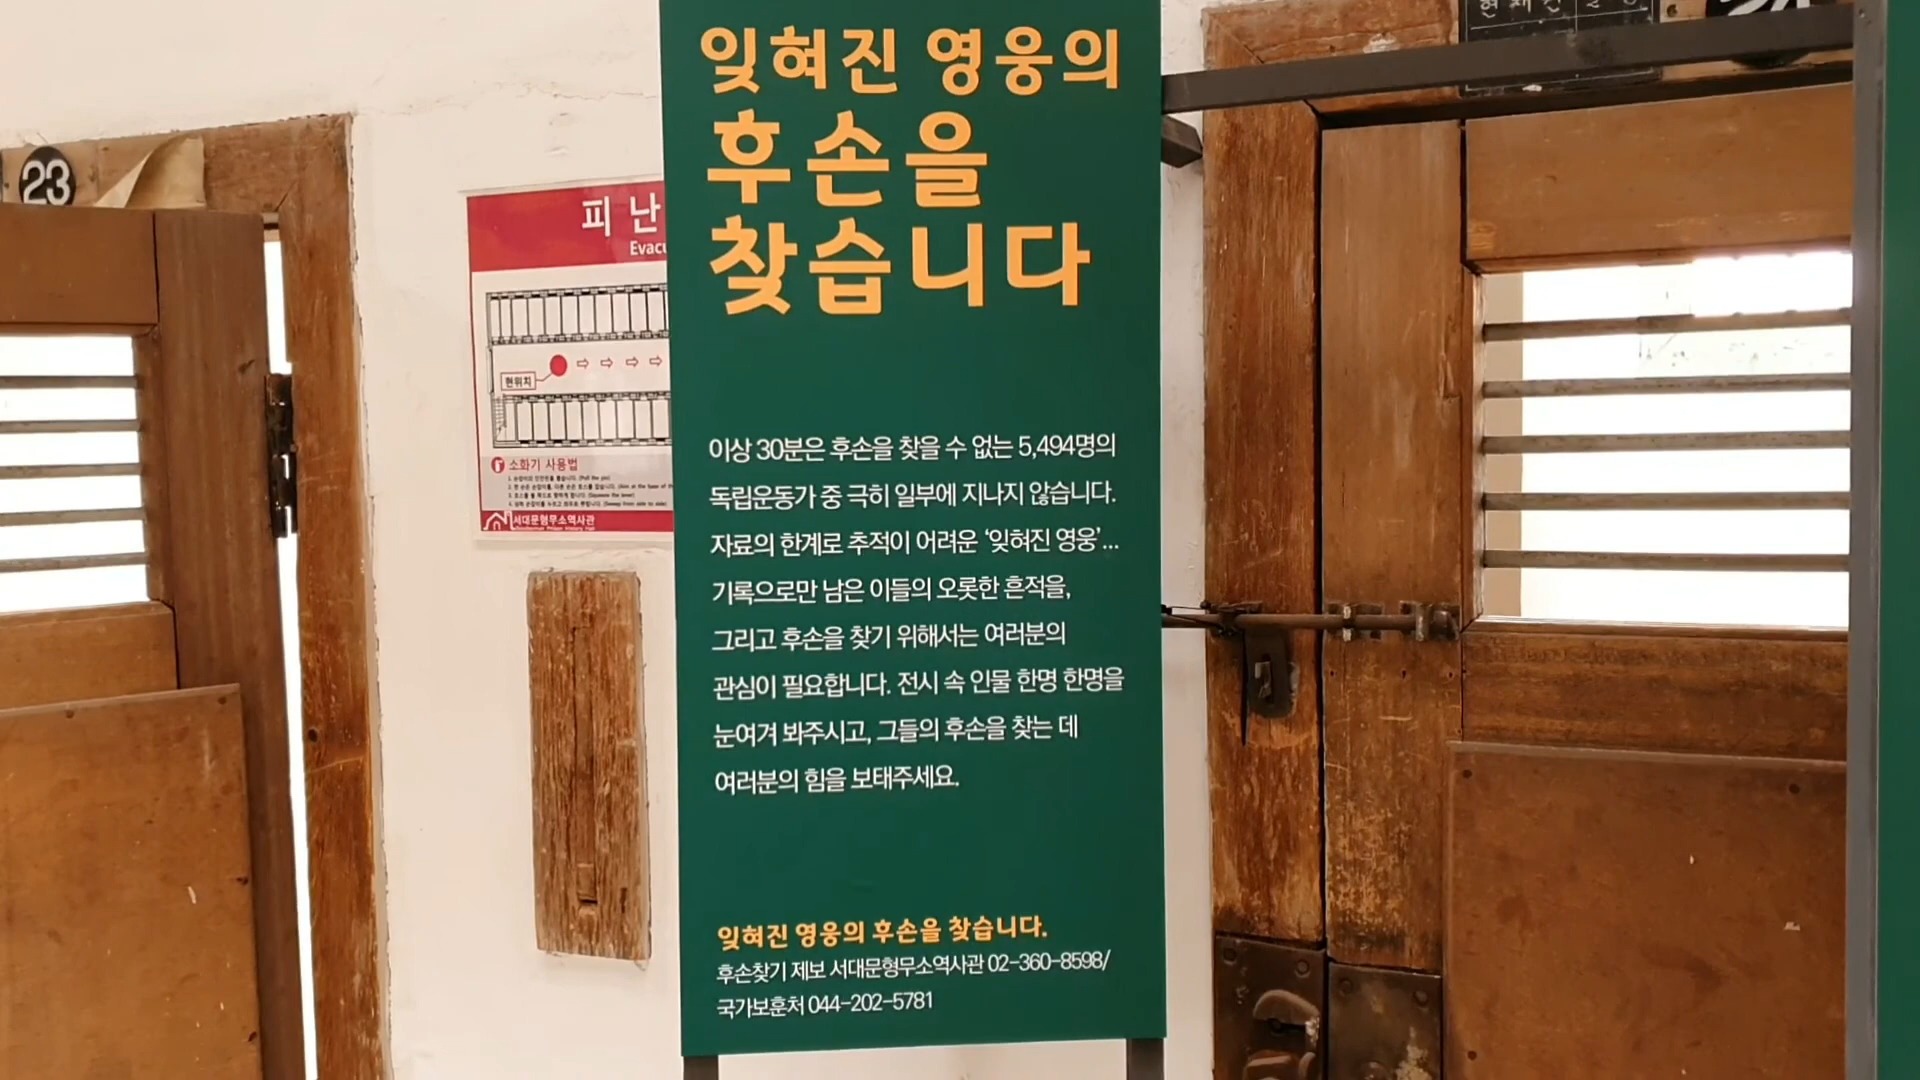 잊혀진 영웅의
후손을
찾습니다
이상 30분은 후손을 찾을 수 없는 5,494명의
독립운동가 중 극히 일부에 지나지 않습니다.
자료의 한계로 추적이 어려운 ‘잊혀진 영웅’...
기록으로만 남은 이들의 오롯한 흔적을,
그리고 후손을 찾기 위해서는 여러분의
관심이 필요합니다. 전시 속 인물 한명 한명을
눈여겨 봐주시고, 그들의 후손을 찾는 데
여러분의 힘을 보태주세요.
잊혀진 영웅의 후손을 찾습니다.
후손찾기 제보 서대문형무소역사관 02-360-8598/
국가보훈처 044-202-5781
23
피난
Evacu
현위치
소화기 사용법
서대문형무소역사관